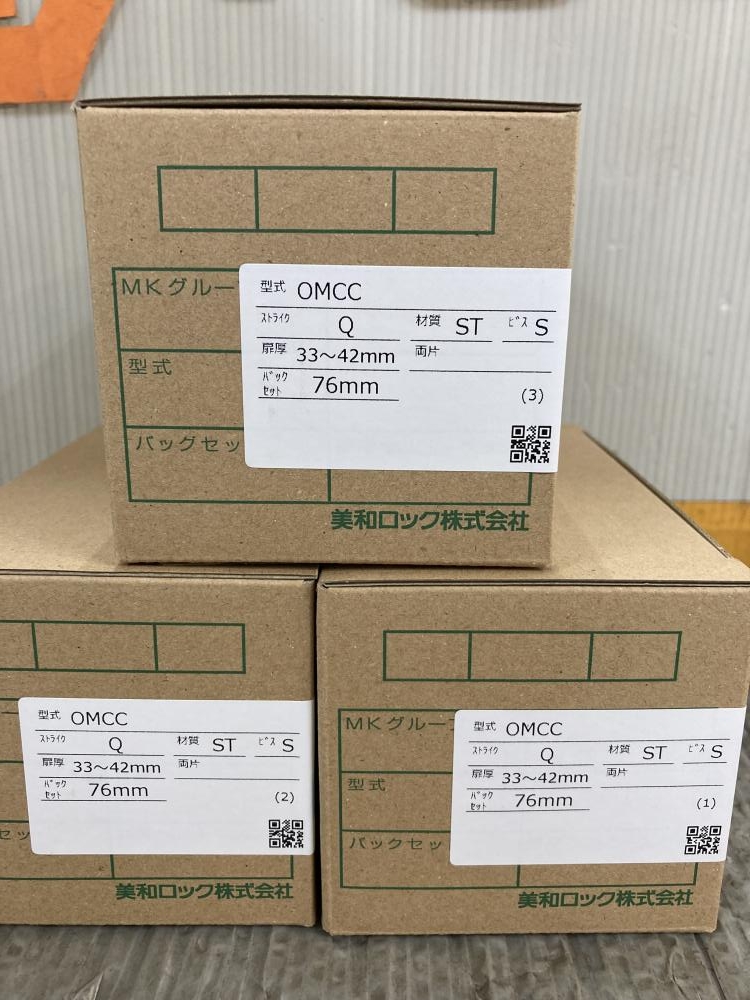 MKグルー
型式 OMCC
ｽﾄﾗｲｸ Q 材質 ST ﾋﾞｽ S
扉厚 33～42mm 両片
ﾊﾞｯｸ
ｾｯﾄ 76mm
(3)
型式
バッグセッ
美和ロック株式会社
型式 OMCC
ｽﾄﾗｲｸ Q 材質 ST ﾋﾞｽ S
扉厚 33～42mm 両片
ﾊﾞｯｸ
ｾｯﾄ 76mm
(2)
セッ
美和ロック株式会社
MKグルー
型式 OMCC
ｽﾄﾗｲｸ Q 材質 ST ﾋﾞｽ S
扉厚 33～42mm 両片
ﾊﾞｯｸ
ｾｯﾄ 76mm
(1)
型式
バックセッ
美和ロック株式会社